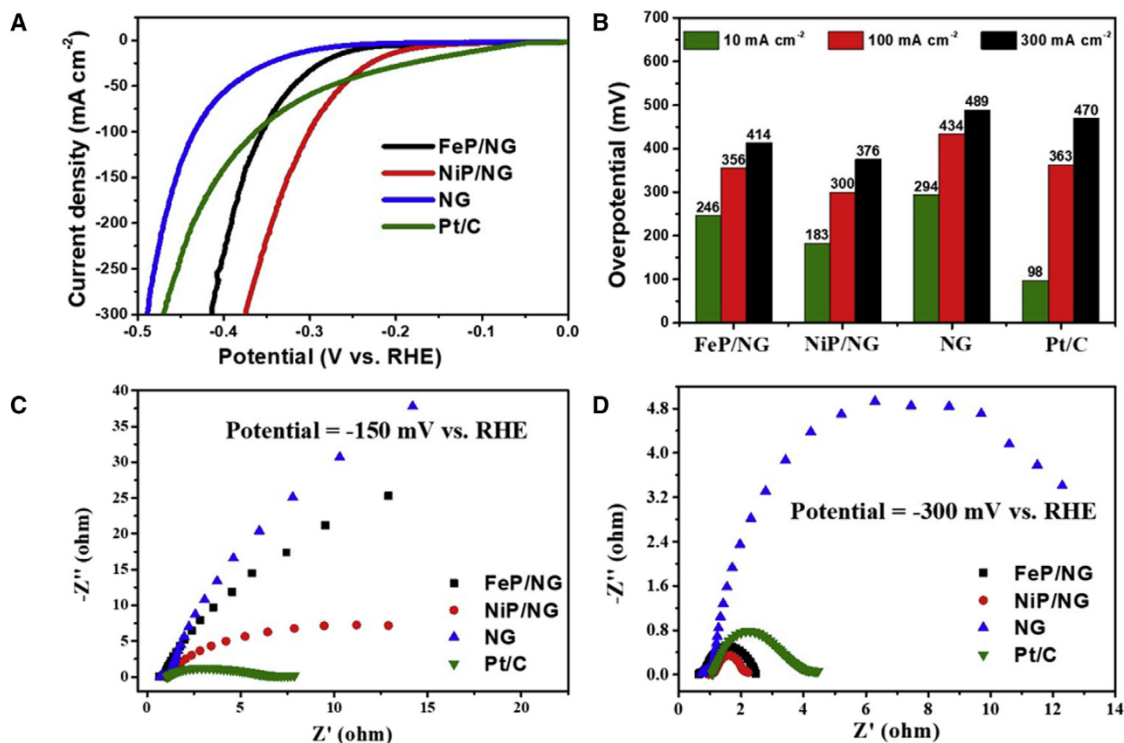 A
0
-50
-100
-150
-200
-250
-300
Current density (mA cm⁻²)
FeP/NG
NiP/NG
NG
Pt/C
-0.5 -0.4 -0.3 -0.2 -0.1 0.0
Potential (V vs. RHE)
B
700
600
500
400
300
200
100
0
Overpotential (mV)
10 mA cm⁻² 100 mA cm⁻² 300 mA cm⁻²
246 356 414
183 300 376
294 434 489
98 363 470
FeP/NG NiP/NG NG Pt/C
C
40
35
30
25
20
15
10
5
0
-Z'' (ohm)
Potential = -150 mV vs. RHE
FeP/NG
NiP/NG
NG
Pt/C
0 5 10 15 20
Z' (ohm)
D
4.8
4.0
3.2
2.4
1.6
0.8
0.0
-Z'' (ohm)
Potential = -300 mV vs. RHE
FeP/NG
NiP/NG
NG
Pt/C
0 2 4 6 8 10 12 14
Z' (ohm)